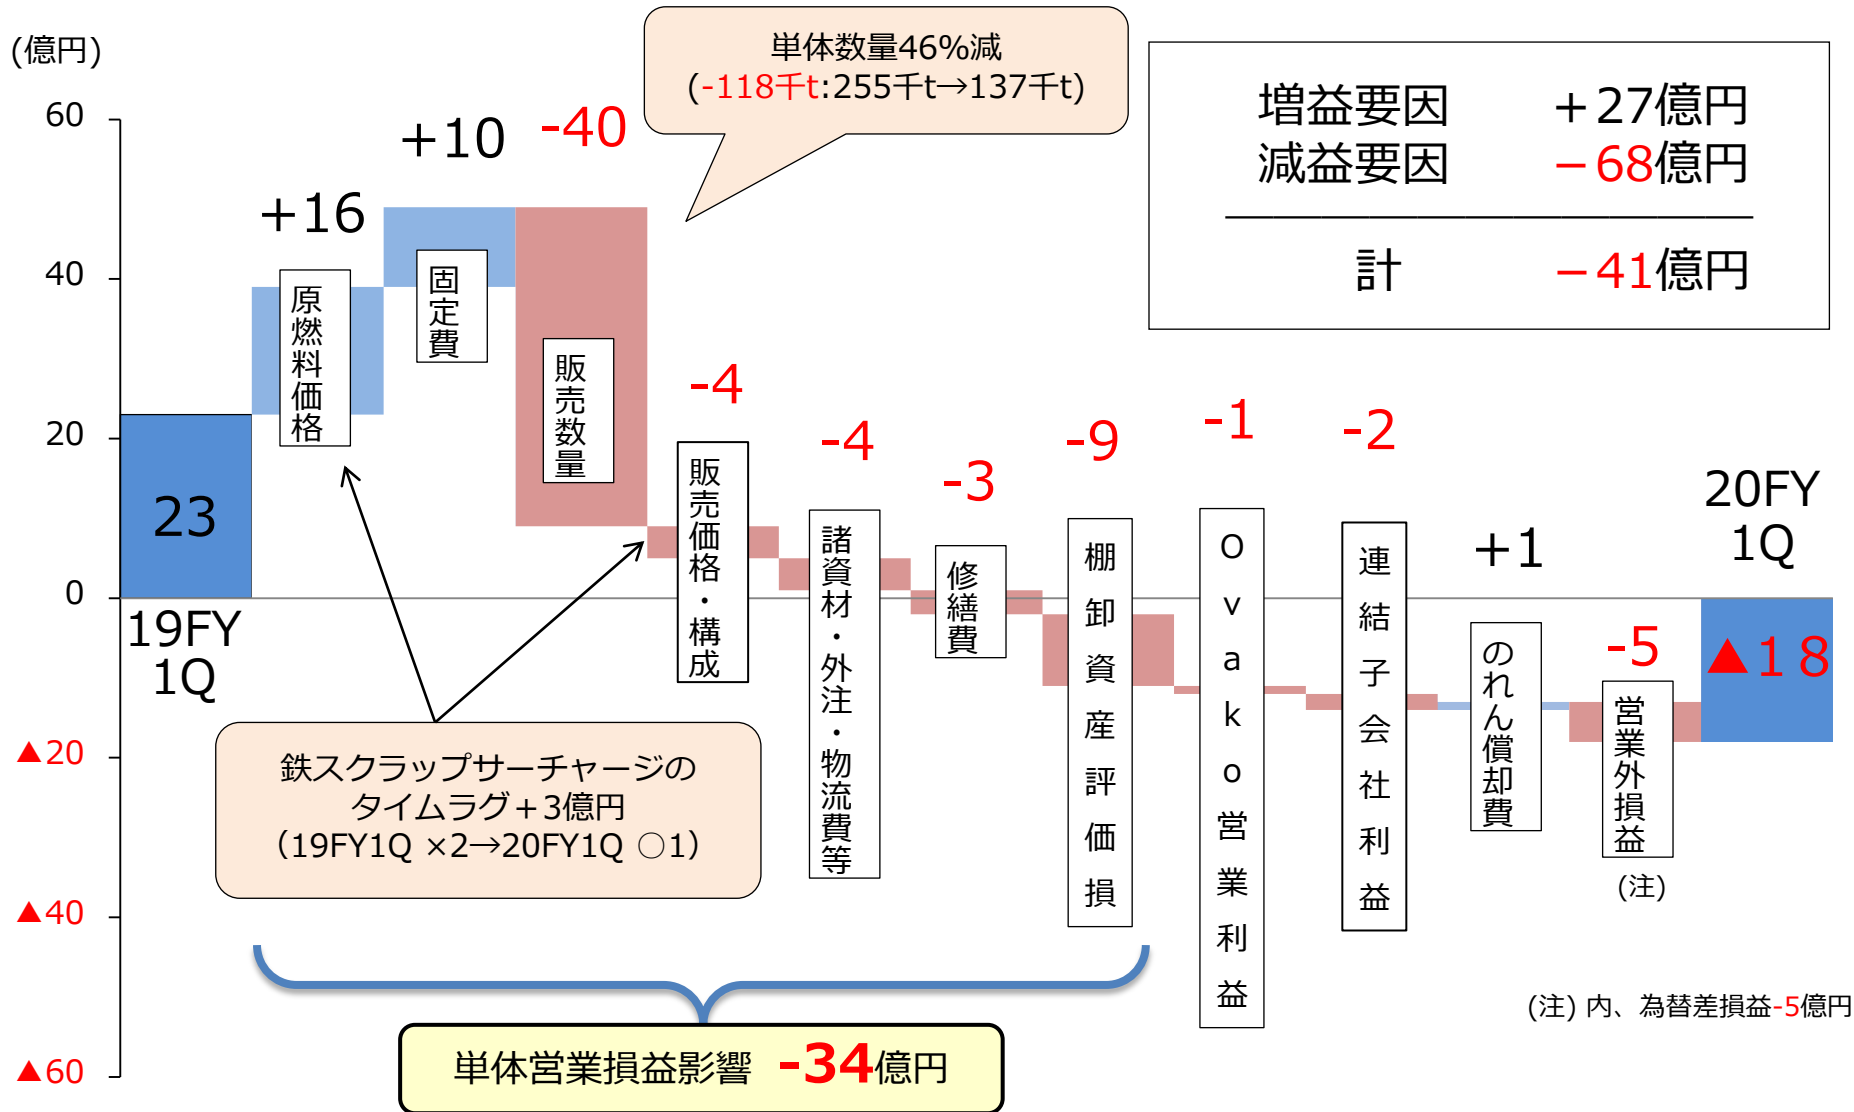 (億円)
60
40
20
0
▲20
▲40
▲60
23
19FY
1Q
+16
原燃料価格
+10
固定費
-40
販売数量
単体数量46%減
(-118千t:255千t→137千t)
-4
販売価格・構成
-4
諸資材・外注・物流費等
-3
修繕費
-9
棚卸資産評価損
-1
Ovako営業利益
-2
連結子会社利益
+1
のれん償却費
-5
営業外損益
(注)
20FY
1Q
▲18
増益要因 +27億円
減益要因 -68億円
計 -41億円
鉄スクラップサーチャージの
タイムラグ+3億円
(19FY1Q ×2→20FY1Q ○1)
単体営業損益影響 -34億円
(注) 内、為替差損益-5億円